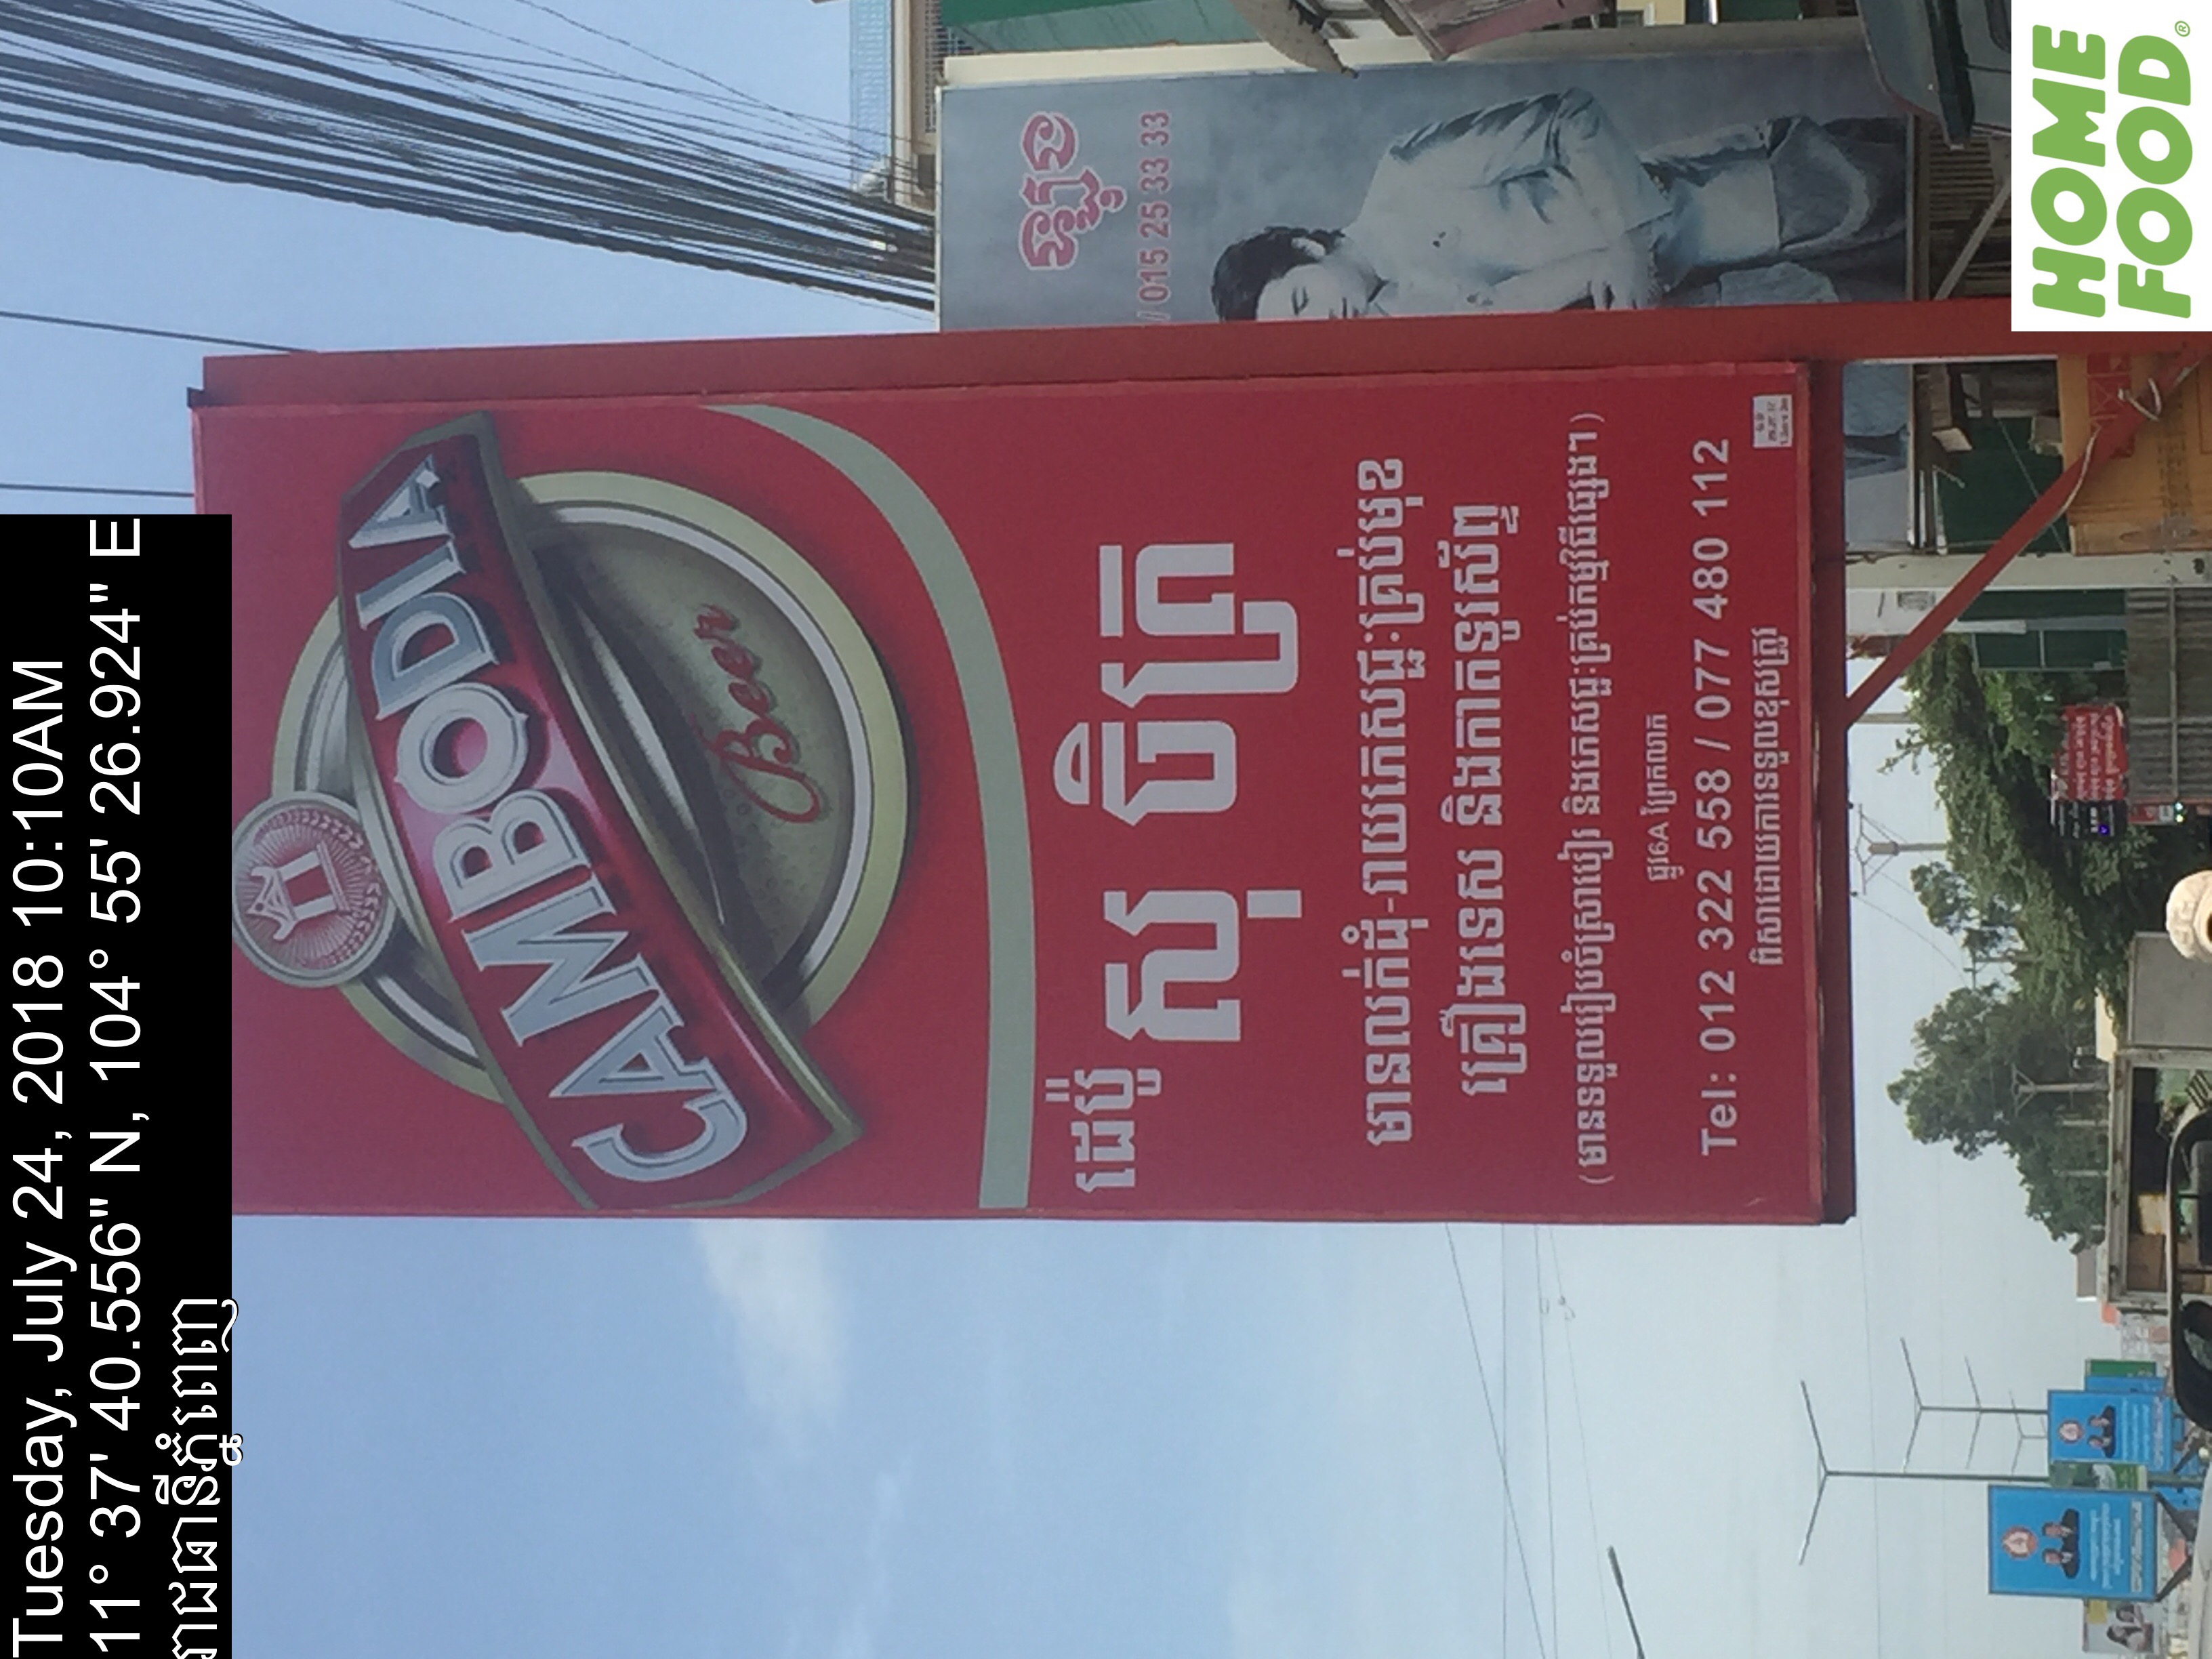 Tuesday, July 24, 2018 10:10AM
11° 37' 40.556" N, 104° 55' 26.924" E
រាជធានីភ្នំពេញ
CAMBODIA
Beer
ដេប៉ូ
សុ ចិត្រ
មានលក់ដុំ-រាយភេសជ្ជៈគ្រប់មុខ
គ្រឿងទេស និងកាតទូរស័ព្ទ
(មានទទួលរៀបចំស្រាបៀរ និងភេសជ្ជៈគ្រប់កម្មវិធីផ្សេងៗ)
ផ្លូវ6A ព្រែកលាភ
Tel: 012 322 558 / 077 480 112
ពិសាដោយការទទួលខុសត្រូវ
ឡុង
/ 015 25 33 33
HOME
FOOD®